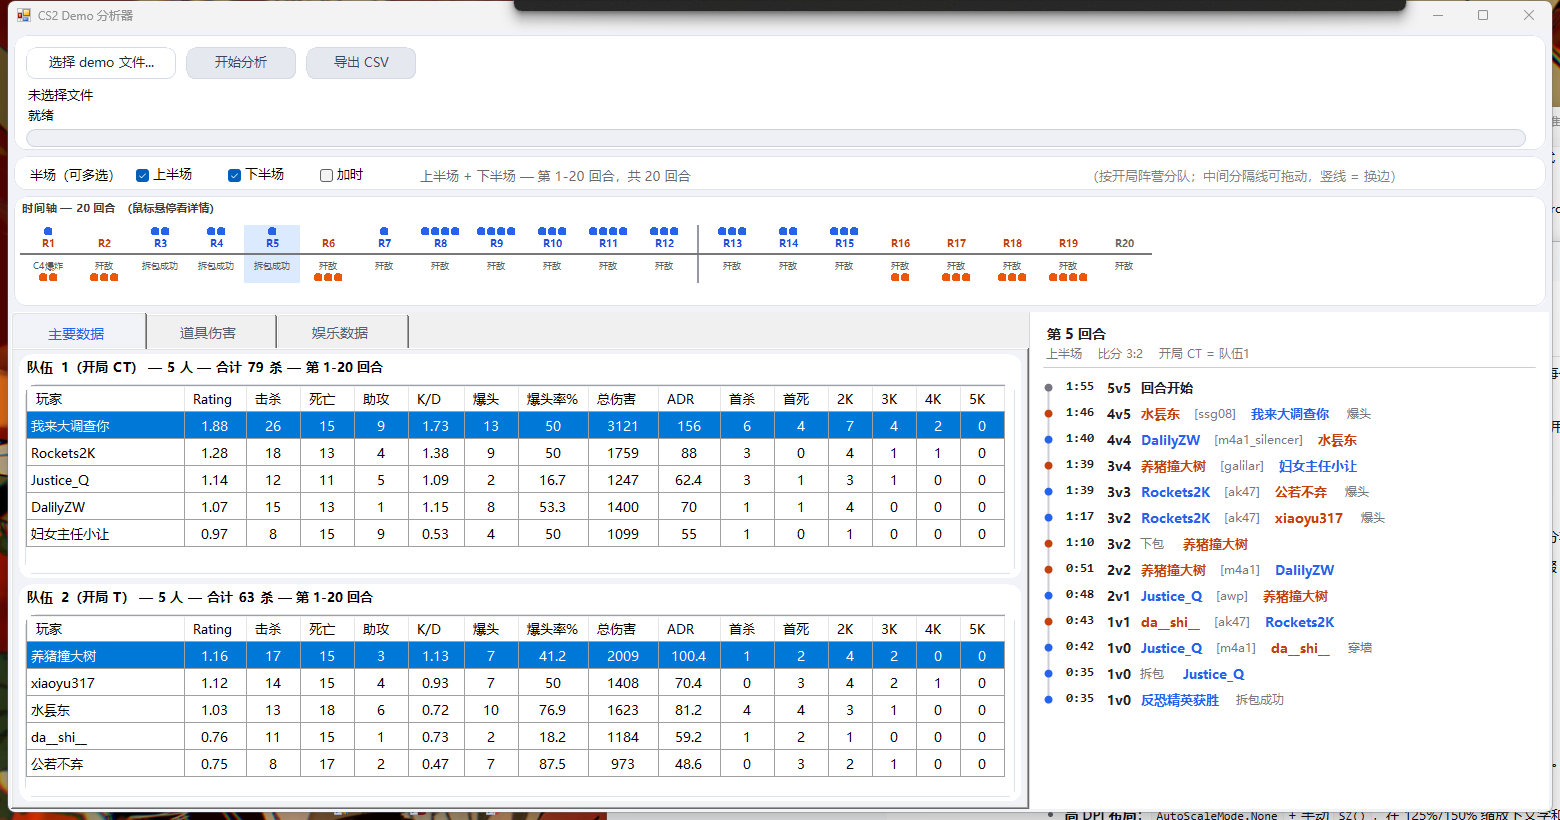 CS2 Demo 分析器
选择 demo 文件... 开始分析 导出 CSV
未选择文件
就绪
半场（可多选） 上半场 下半场 加时 上半场 + 下半场 — 第 1-20 回合，共 20 回合 （按开局阵营分队；中间分隔线可拖动，竖线 = 换边）
时间轴 — 20 回合 （鼠标悬停看详情）
R1 R2 R3 R4 R5 R6 R7 R8 R9 R10 R11 R12 R13 R14 R15 R16 R17 R18 R19 R20
C4爆炸 歼敌 拆包成功 拆包成功 拆包成功 歼敌 歼敌 歼敌 歼敌 歼敌 歼敌 歼敌 歼敌 歼敌 歼敌 歼敌 歼敌 歼敌 歼敌 歼敌
主要数据 道具伤害 娱乐数据
队伍 1（开局 CT） — 5 人 — 合计 79 杀 — 第 1-20 回合
玩家 Rating 击杀 死亡 助攻 K/D 爆头 爆头率% 总伤害 ADR 首杀 首死 2K 3K 4K 5K
我来大调查你 1.88 26 15 9 1.73 13 50 3121 156 6 4 7 4 2 0
Rockets2K 1.28 18 13 4 1.38 9 50 1759 88 3 0 4 1 1 0
Justice_Q 1.14 12 11 5 1.09 2 16.7 1247 62.4 3 1 3 1 0 0
DalilyZW 1.07 15 13 1 1.15 8 53.3 1400 70 1 1 4 0 0 0
妇女主任小让 0.97 8 15 9 0.53 4 50 1099 55 1 0 1 0 0 0
队伍 2（开局 T） — 5 人 — 合计 63 杀 — 第 1-20 回合
玩家 Rating 击杀 死亡 助攻 K/D 爆头 爆头率% 总伤害 ADR 首杀 首死 2K 3K 4K 5K
养猪撞大树 1.16 17 15 3 1.13 7 41.2 2009 100.4 1 2 4 2 0 0
xiaoyu317 1.12 14 15 4 0.93 7 50 1408 70.4 0 3 4 2 1 0
水县东 1.03 13 18 6 0.72 10 76.9 1623 81.2 4 4 3 1 0 0
da__shi__ 0.76 11 15 1 0.73 2 18.2 1184 59.2 1 2 1 0 0 0
公若不弃 0.75 8 17 2 0.47 7 87.5 973 48.6 0 3 2 1 0 0
第 5 回合
上半场 比分 3:2 开局 CT = 队伍1
1:55 5v5 回合开始
1:46 4v5 水县东 [ssg08] 我来大调查你 爆头
1:40 4v4 DalilyZW [m4a1_silencer] 水县东
1:39 3v4 养猪撞大树 [galilar] 妇女主任小让
1:39 3v3 Rockets2K [ak47] 公若不弃 爆头
1:17 3v2 Rockets2K [ak47] xiaoyu317 爆头
1:10 3v2 下包 养猪撞大树
0:51 2v2 养猪撞大树 [m4a1] DalilyZW
0:48 2v1 Justice_Q [awp] 养猪撞大树
0:43 1v1 da__shi__ [ak47] Rockets2K
0:42 1v0 Justice_Q [m4a1] da__shi__ 穿墙
0:35 1v0 拆包 Justice_Q
0:35 1v0 反恐精英获胜 拆包成功
高 DPI 布局： AutoScaleMode.None + 手动 SZ()，在 125%/150% 缩放下文字和